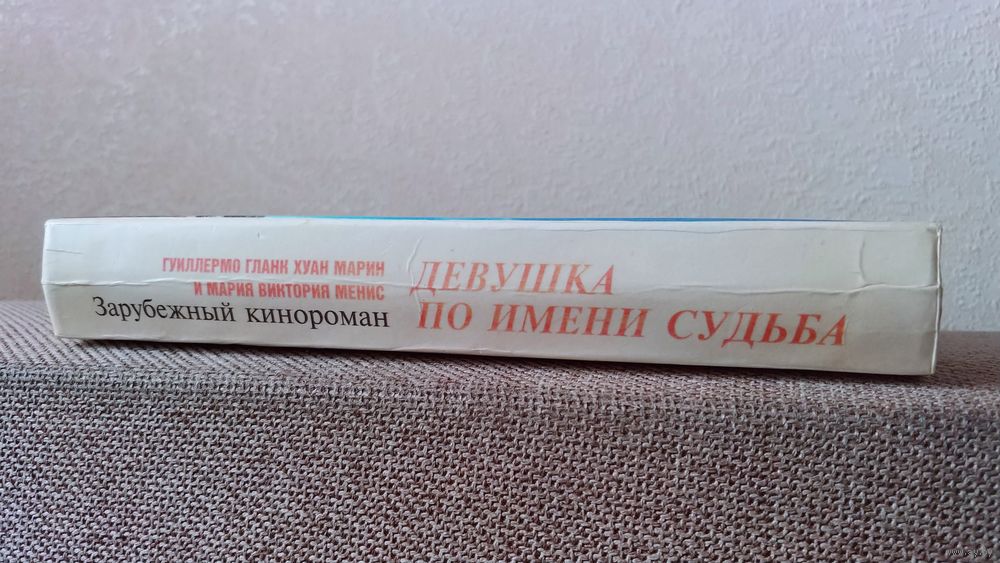 ГУИЛЛЕРМО ГЛАНК ХУАН МАРИН
И МАРИЯ ВИКТОРИЯ МЕНИС
Зарубежный кинороман
ДЕВУШКА
ПО ИМЕНИ СУДЬБА